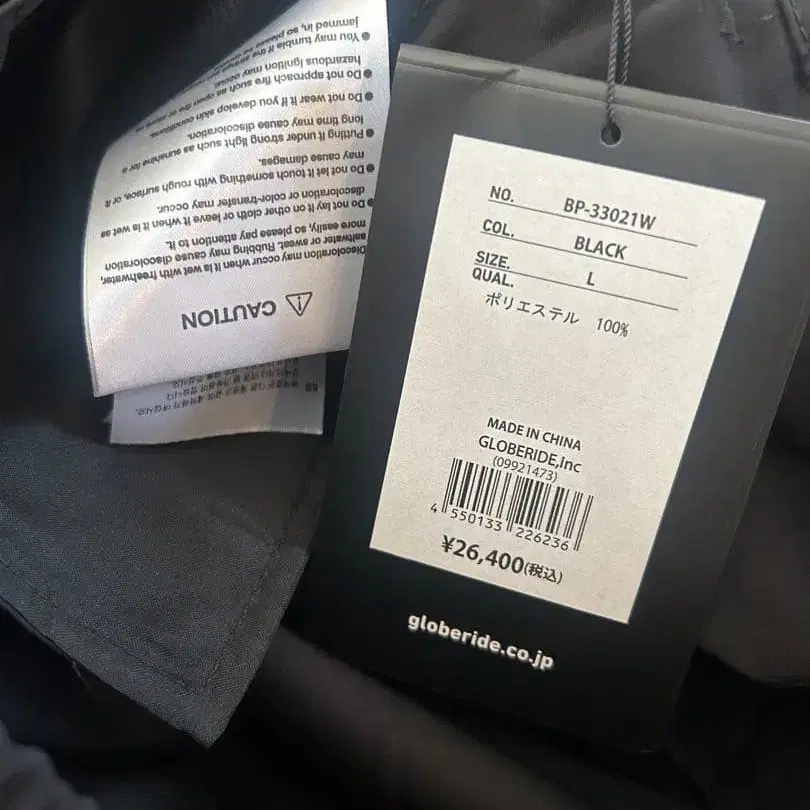 NO. BP-33021W
COL. BLACK
SIZE. L
QUAL.
ポリエステル 100%
MADE IN CHINA
GLOBERIDE,Inc
(09921473)
4 550133 226236
¥26,400(税込)
globeride.co.jp
CAUTION
Discoloration may occur when it is wet with freshwater,
saltwater or sweat. Rubbing may cause discoloration
more easily, so please pay attention to it.
●Do not lay it on other cloth or leave it when it is wet as
discoloration or color-transfer may occur.
●Do not let it touch something with rough surface, or it
may cause damages.
●Putting it under strong light such as sunshine for a
long time may cause discoloration.
●Do not wear it if you develop skin conditions.
●Do not approach fire such as open fire or stove as
hazardous ignition may occur.
●You may tumble if the strings
jammed in, so, please be